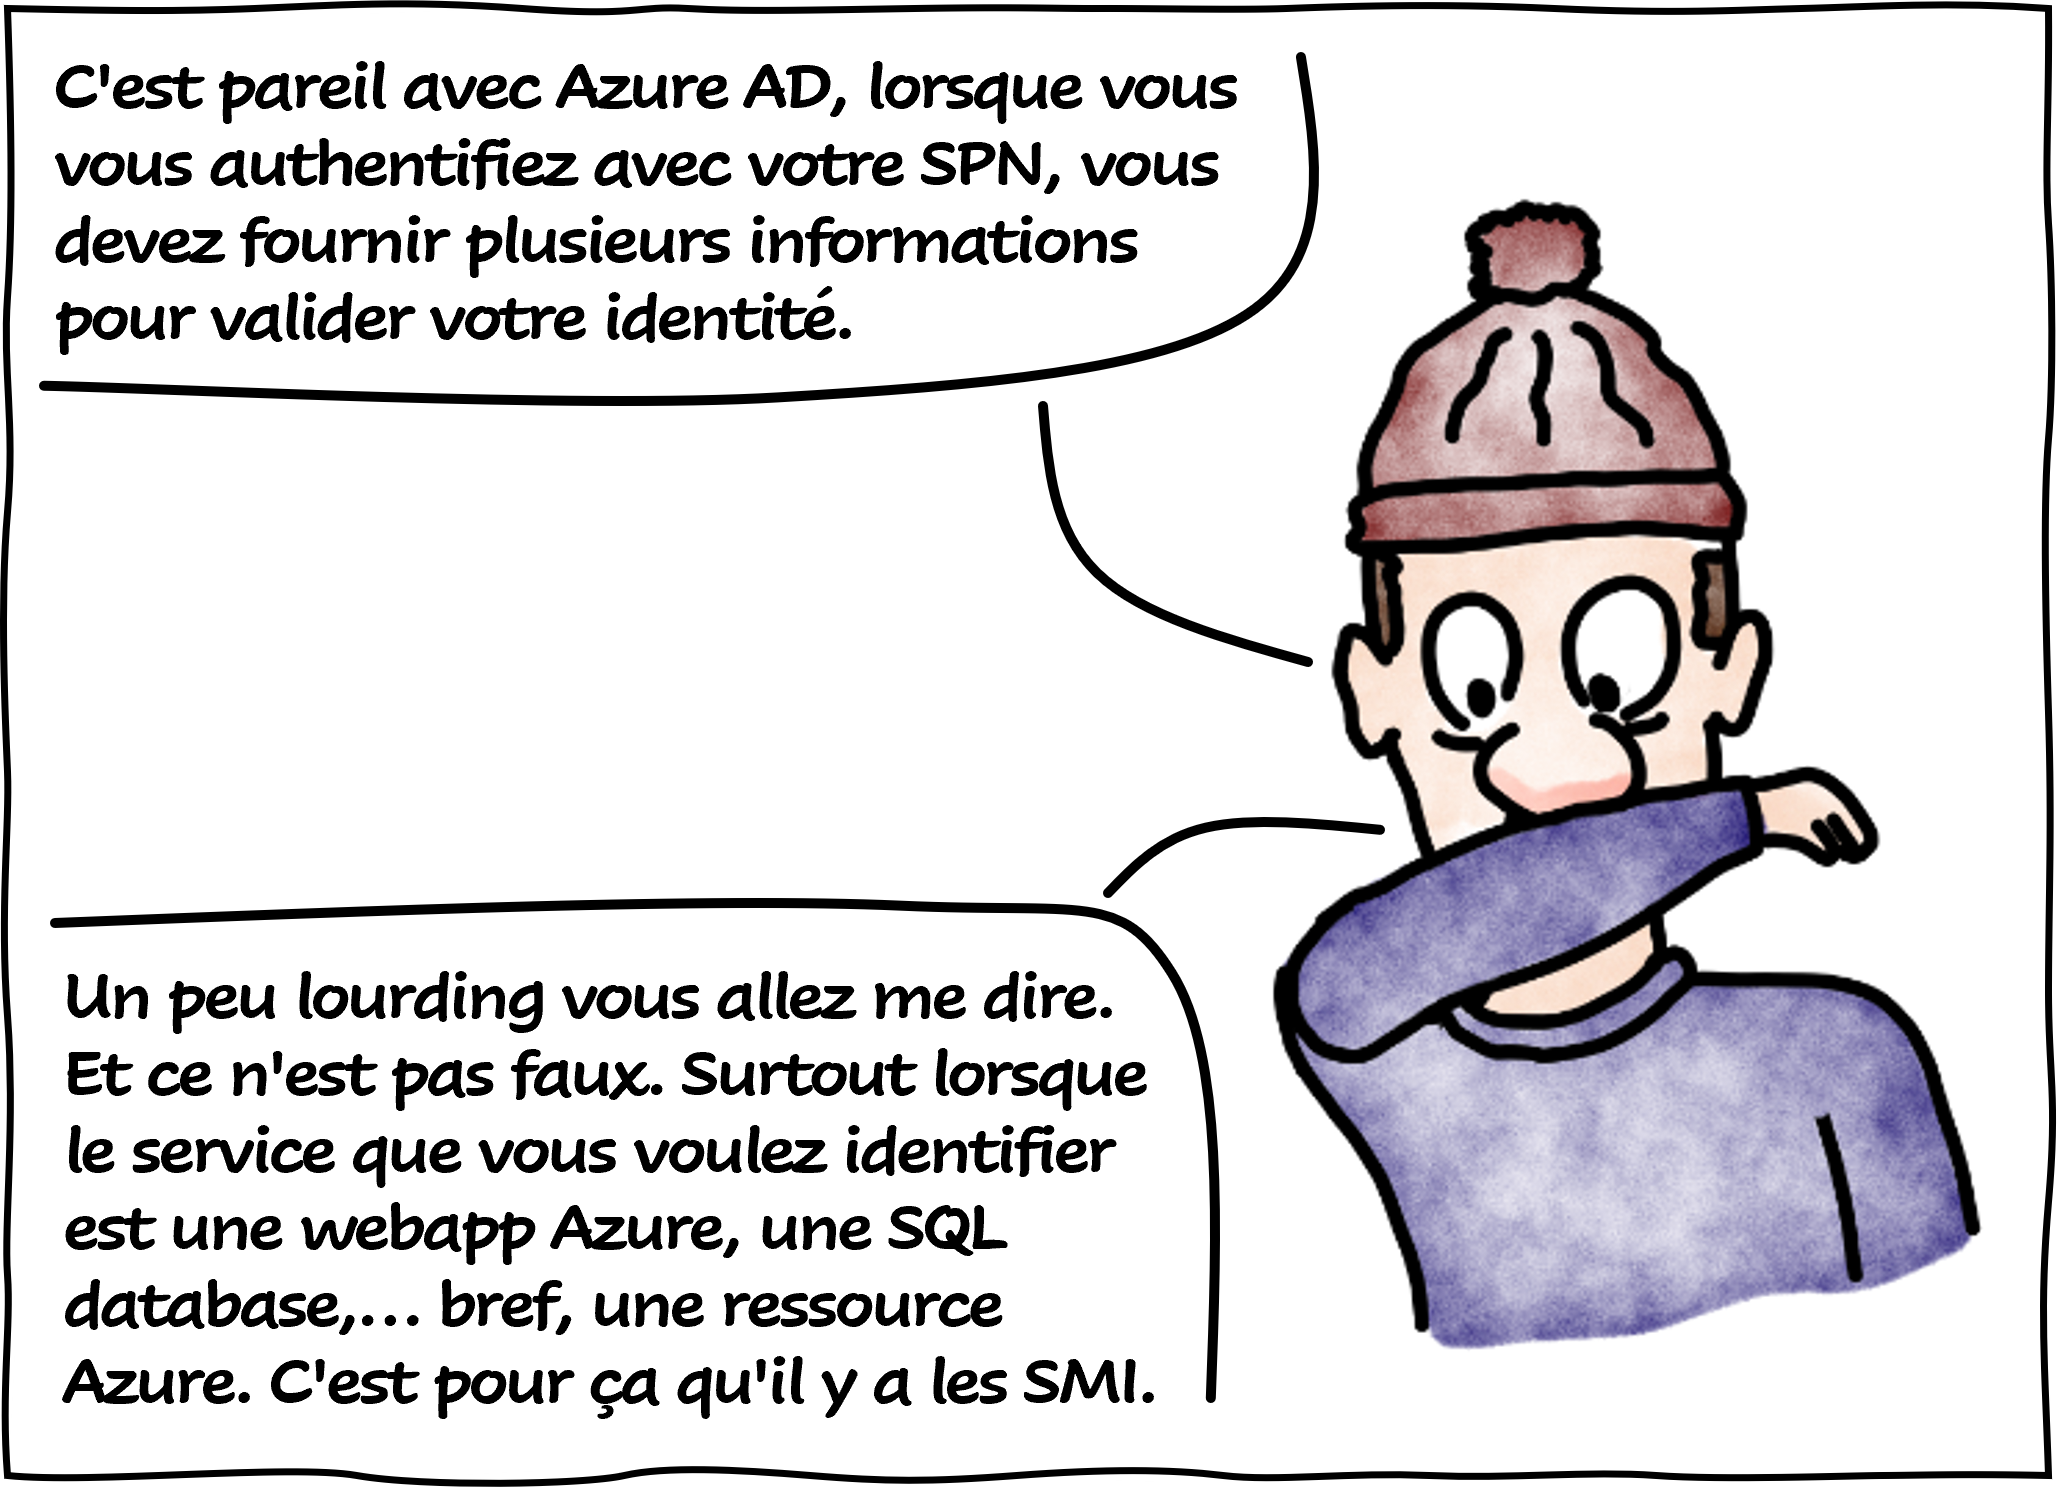 C'est pareil avec Azure AD, lorsque vous
vous authentifiez avec votre SPN, vous
devez fournir plusieurs informations
pour valider votre identité.
Un peu lourding vous allez me dire.
Et ce n'est pas faux. Surtout lorsque
le service que vous voulez identifier
est une webapp Azure, une SQL
database,... bref, une ressource
Azure. C'est pour ça qu'il y a les SMI.